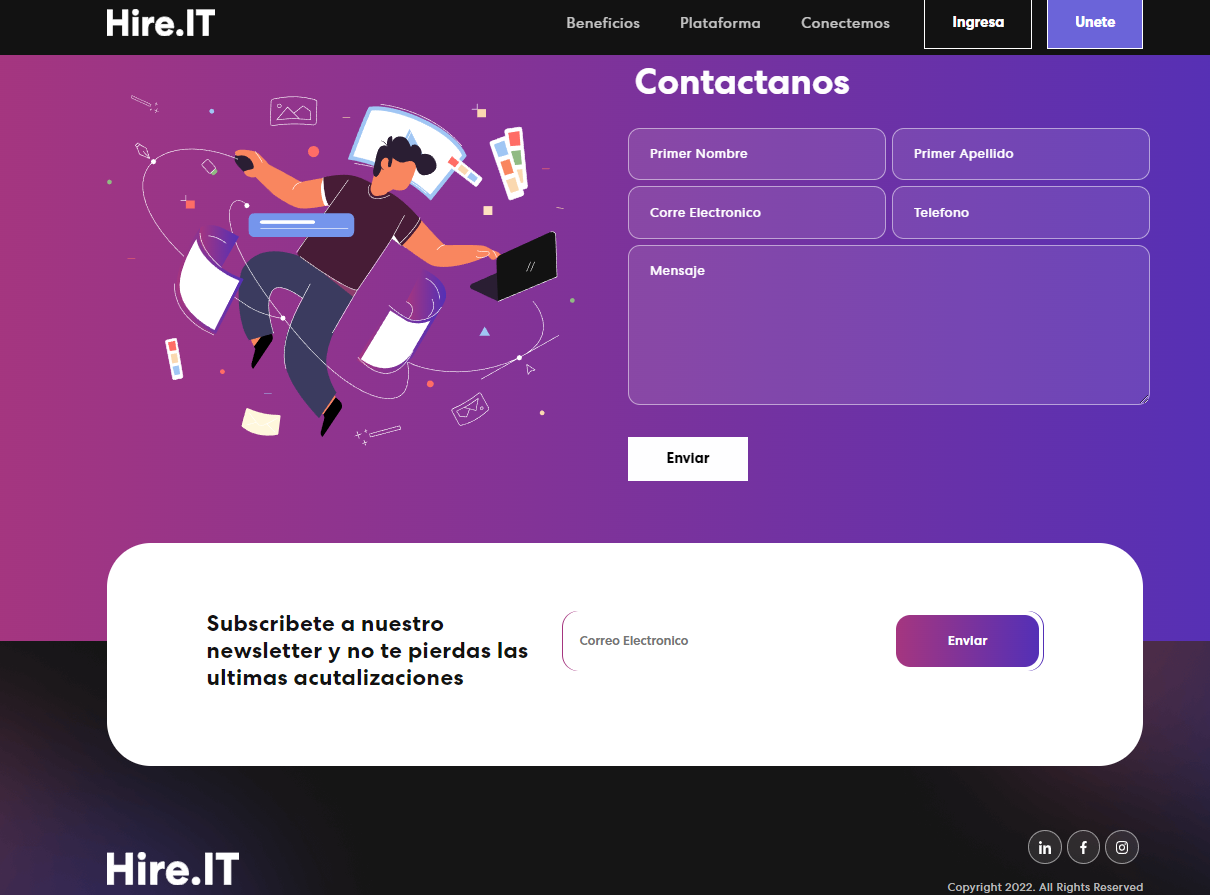 Hire.IT
Beneficios
Plataforma
Conectemos
Ingresa
Unete
Contactanos
Primer Nombre
Primer Apellido
Corre Electronico
Telefono
Mensaje
Enviar
Subscribete a nuestro
newsletter y no te pierdas las
ultimas acutalizaciones
Correo Electronico
Enviar
Hire.IT
Copyright 2022. All Rights Reserved